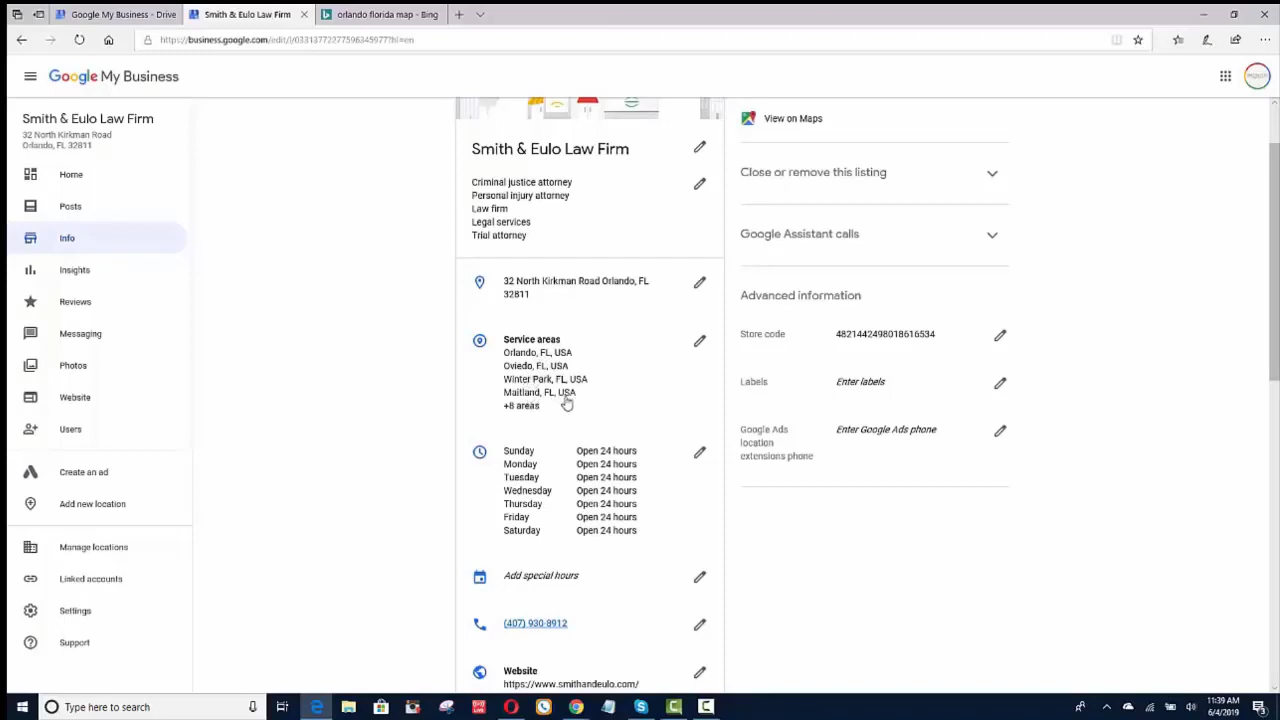 Google My Business - Drive
Smith & Eulo Law Firm
orlando florida map - Bing
Google My Business
Smith & Eulo Law Firm
32 North Kirkman Road
Orlando, FL 32811
Home
Posts
Info
Insights
Reviews
Messaging
Photos
Website
Users
Create an ad
Add new location
Manage locations
Linked accounts
Settings
Support
Smith & Eulo Law Firm
Criminal justice attorney
Personal injury attorney
Law firm
Legal services
Trial attorney
32 North Kirkman Road Orlando, FL
32811
Service areas
Orlando, FL, USA
Oviedo, FL, USA
Winter Park, FL, USA
Maitland, FL, USA
+8 areas
Sunday Open 24 hours
Monday Open 24 hours
Tuesday Open 24 hours
Wednesday Open 24 hours
Thursday Open 24 hours
Friday Open 24 hours
Saturday Open 24 hours
Add special hours
(407) 930-8912
Website
https://www.smithandeulo.com/
View on Maps
Close or remove this listing
Google Assistant calls
Advanced information
Store code 4821442498018616534
Labels Enter labels
Google Ads
location
extensions phone
Enter Google Ads phone
Type here to search
11:39 AM
6/4/2019